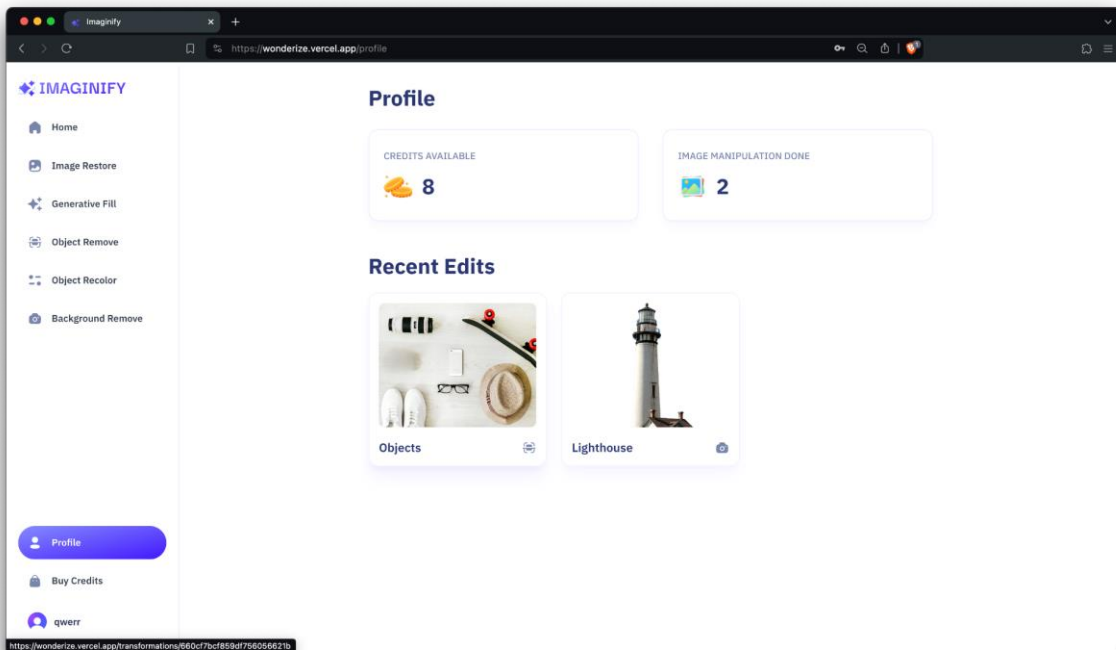 Imaginify
https://wonderize.vercel.app/profile
IMAGINIFY
Home
Image Restore
Generative Fill
Object Remove
Object Recolor
Background Remove
Profile
Buy Credits
qwerr
Profile
CREDITS AVAILABLE
8
IMAGE MANIPULATION DONE
2
Recent Edits
Objects
Lighthouse
https://wonderize.vercel.app/transformations/660cf7bcf859df756056621b